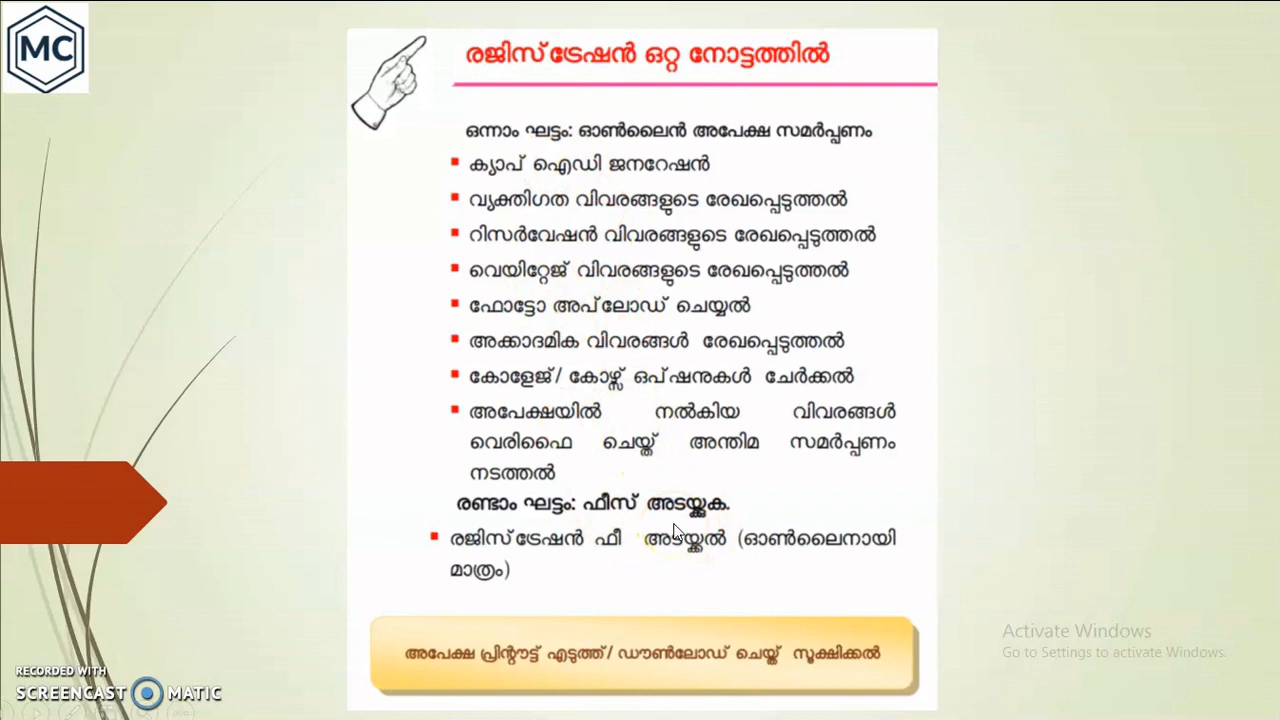 MC
രജിസ്ട്രേഷൻ ഒറ്റ നോട്ടത്തിൽ
ഒന്നാം ഘട്ടം: ഓൺലൈൻ അപേക്ഷ സമർപ്പണം
ക്യാപ് ഐഡി ജനറേഷൻ
വ്യക്തിഗത വിവരങ്ങളുടെ രേഖപ്പെടുത്തൽ
റിസർവേഷൻ വിവരങ്ങളുടെ രേഖപ്പെടുത്തൽ
വെയിറ്റേജ് വിവരങ്ങളുടെ രേഖപ്പെടുത്തൽ
ഫോട്ടോ അപ്‌ലോഡ് ചെയ്യൽ
അക്കാദമിക വിവരങ്ങൾ രേഖപ്പെടുത്തൽ
കോളേജ്/ കോഴ്സ് ഒപ്ഷനുകൾ ചേർക്കൽ
അപേക്ഷയിൽ നൽകിയ വിവരങ്ങൾ
വെരിഫൈ ചെയ്ത് അന്തിമ സമർപ്പണം
നടത്തൽ
രണ്ടാം ഘട്ടം: ഫീസ് അടയ്ക്കുക.
രജിസ്ട്രേഷൻ ഫീ അടയ്ക്കൽ (ഓൺലൈനായി
മാത്രം)
അപേക്ഷ പ്രിന്റൗട്ട് എടുത്ത്/ ഡൗൺലോഡ് ചെയ്ത് സൂക്ഷിക്കൽ
Activate Windows
Go to Settings to activate Windows.
RECORDED WITH
SCREENCAST MATIC